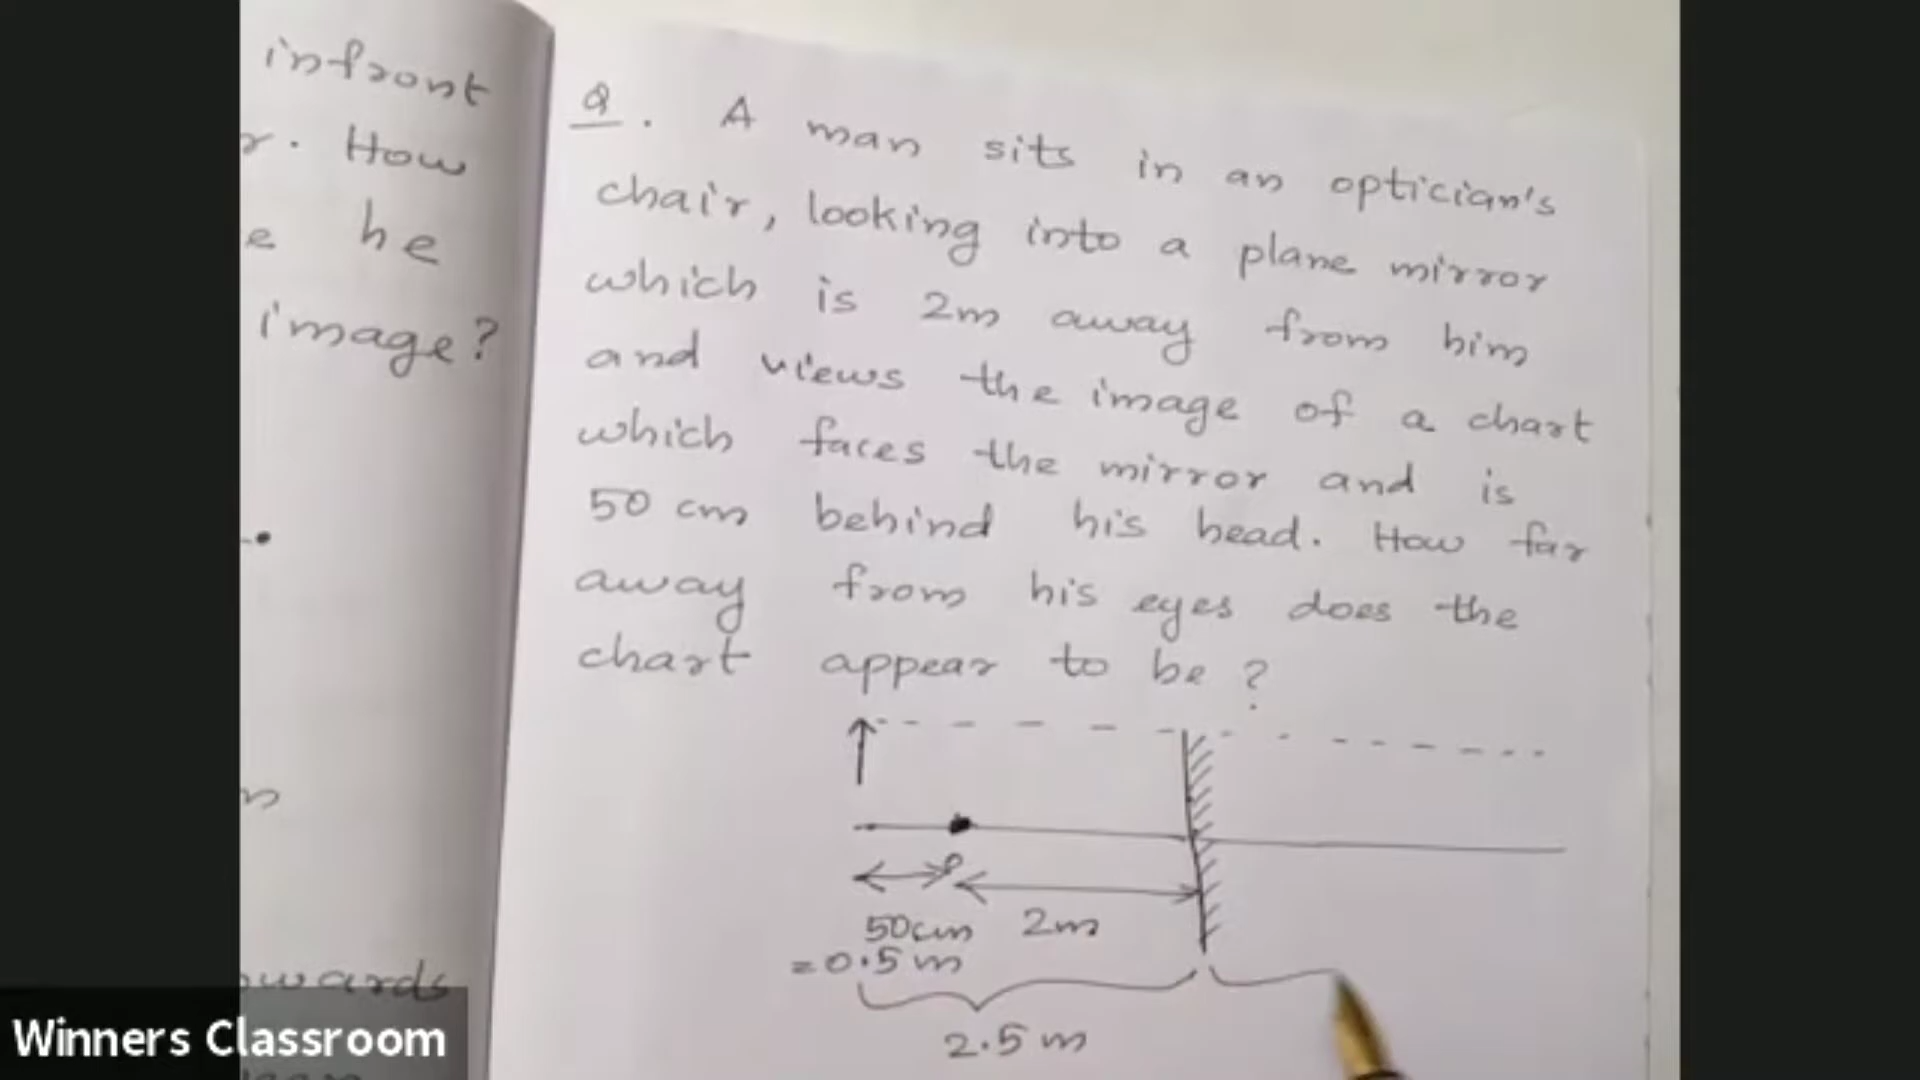 infront
r. How
e he
image?
n
owards
Q. A man sits in an optician's
chair, looking into a plane mirror
which is 2m away from him
and views the image of a chart
which faces the mirror and is
50 cm behind his head. How far
away from his eyes does the
chart appear to be?
50cm 2m
=0.5m
2.5m
Winners Classroom